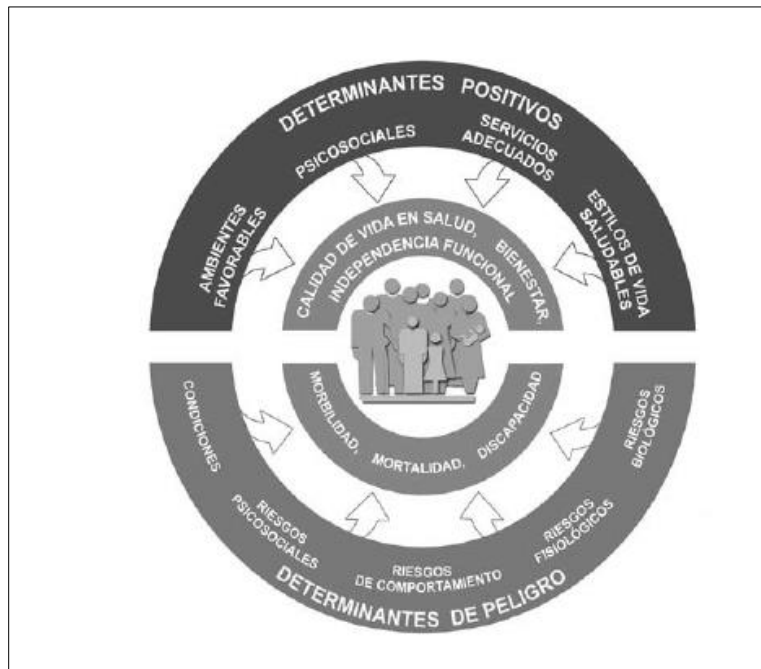 DETERMINANTES POSITIVOS
AMBIENTES
FAVORABLES
PSICOSOCIALES
SERVICIOS
ADECUADOS
ESTILOS DE VIDA
SALUDABLES
CALIDAD DE VIDA EN SALUD, BIENESTAR,
INDEPENDENCIA FUNCIONAL
MORBILIDAD, MORTALIDAD, DISCAPACIDAD
CONDICIONES
RIESGOS
PSICOSOCIALES
RIESGOS
DE COMPORTAMIENTO
RIESGOS
FISIOLÓGICOS
RIESGOS
BIOLÓGICOS
DETERMINANTES DE PELIGRO